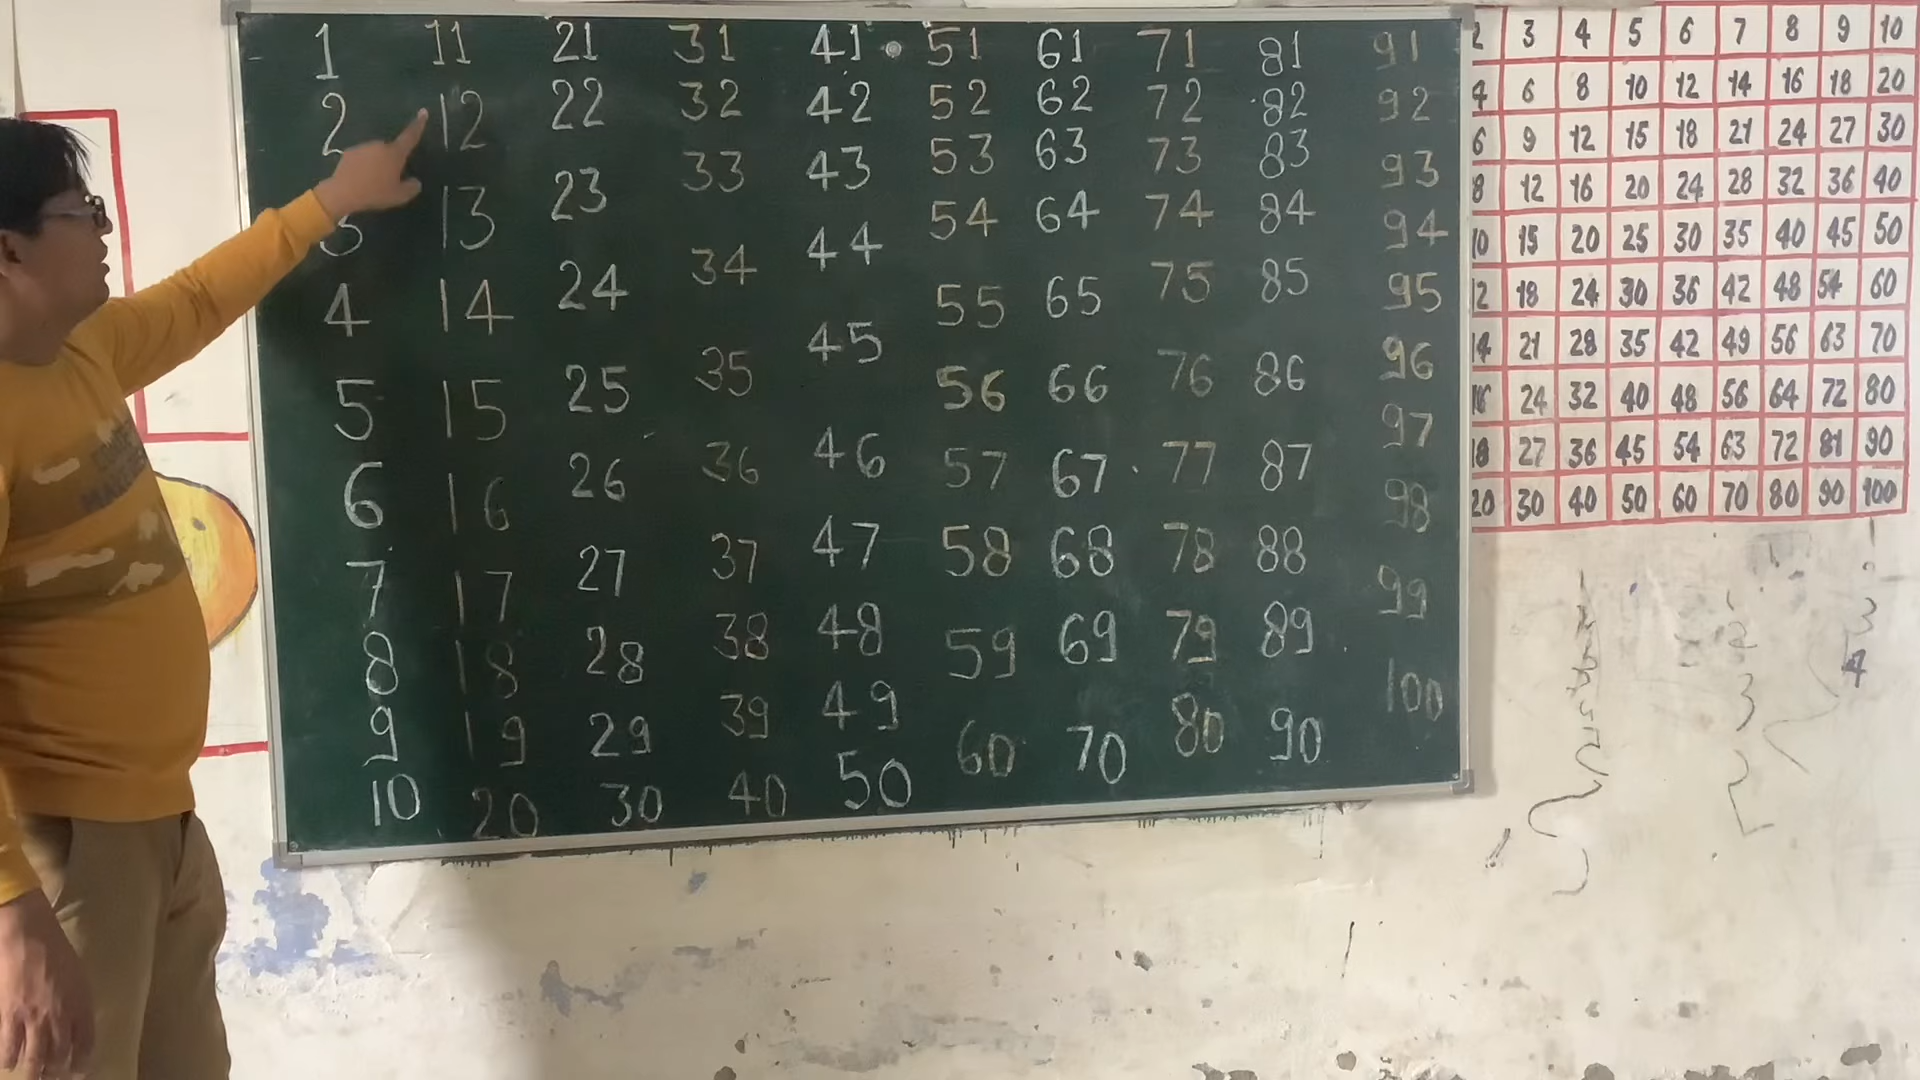 1 11 21 31 41 51 61 71 81 91
2 12 22 32 42 52 62 72 82 92
3 13 23 33 43 53 63 73 83 93
4 14 24 34 44 54 64 74 84 94
5 15 25 35 45 55 65 75 85 95
6 16 26 36 46 56 66 76 86 96
7 17 27 37 47 57 67 77 87 97
8 18 28 38 48 58 68 78 88 98
9 19 29 39 49 59 69 79 89 99
10 20 30 40 50 60 70 80 90 100
2 3 4 5 6 7 8 9 10
4 6 8 10 12 14 16 18 20
6 9 12 15 18 21 24 27 30
8 12 16 20 24 28 32 36 40
10 15 20 25 30 35 40 45 50
12 18 24 30 36 42 48 54 60
14 21 28 35 42 49 56 63 70
16 24 32 40 48 56 64 72 80
18 27 36 45 54 63 72 81 90
20 30 40 50 60 70 80 90 100